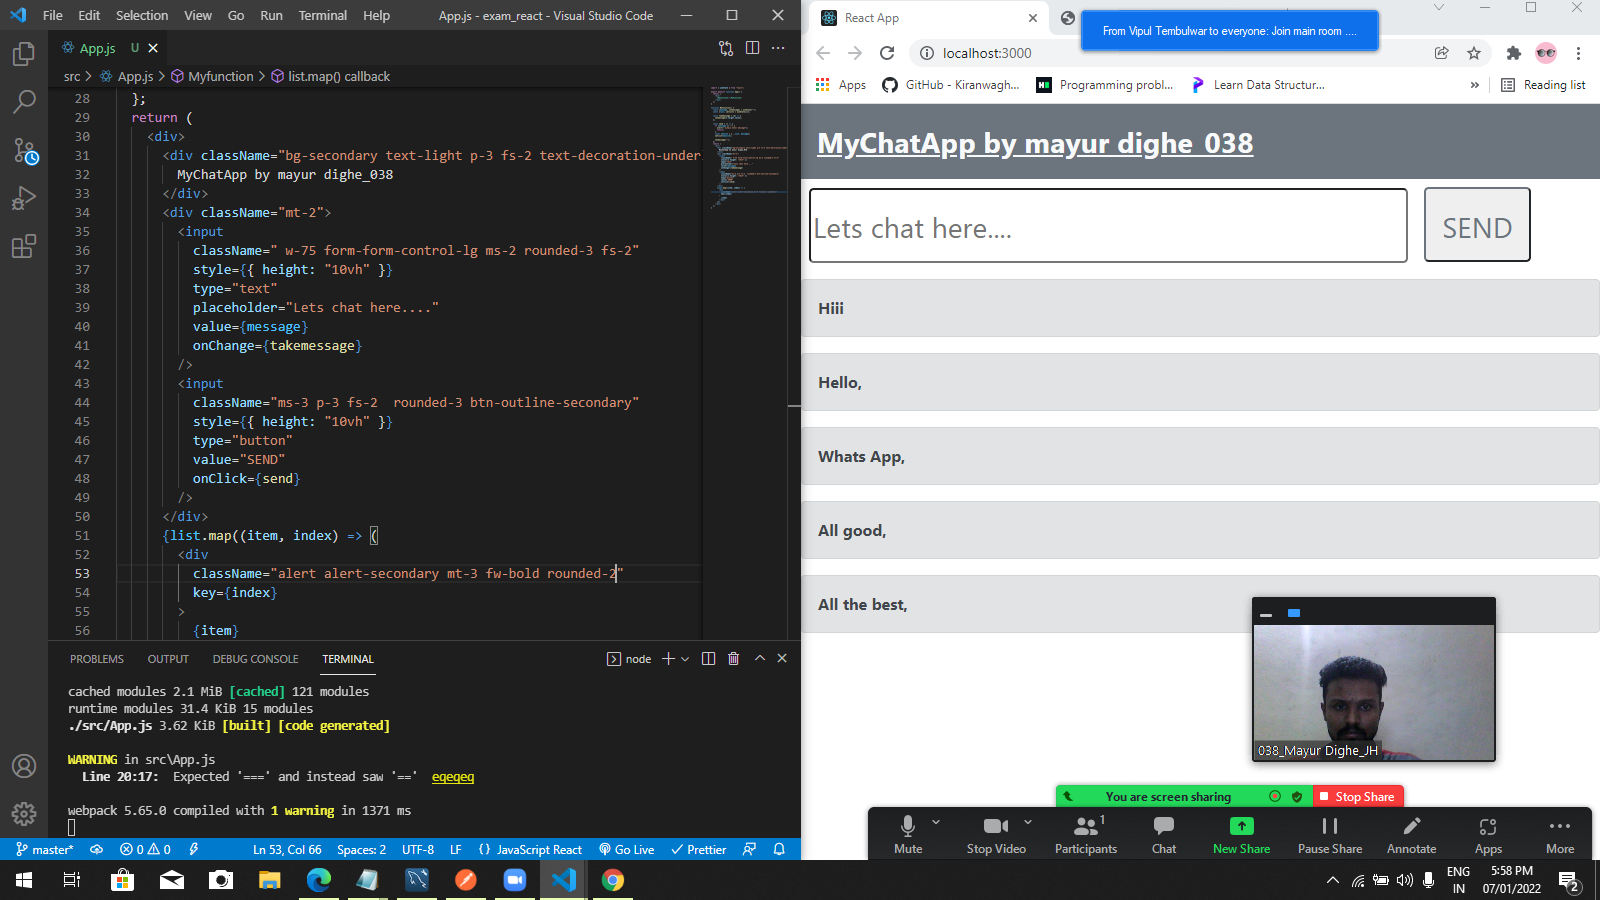 File Edit Selection View Go Run Terminal Help App.js - exam_react - Visual Studio Code
App.js U
src > App.js > Myfunction > list.map() callback
28 };
29 return (
30 <div>
31 <div className="bg-secondary text-light p-3 fs-2 text-decoration-under
32 MyChatApp by mayur dighe_038
33 </div>
34 <div className="mt-2">
35 <input
36 className=" w-75 form-form-control-lg ms-2 rounded-3 fs-2"
37 style={{ height: "10vh" }}
38 type="text"
39 placeholder="Lets chat here...."
40 value={message}
41 onChange={takemessage}
42 />
43 <input
44 className="ms-3 p-3 fs-2  rounded-3 btn-outline-secondary"
45 style={{ height: "10vh" }}
46 type="button"
47 value="SEND"
48 onClick={send}
49 />
50 </div>
51 {list.map((item, index) => (
52 <div
53 className="alert alert-secondary mt-3 fw-bold rounded-2"
54 key={index}
55 >
56 {item}
PROBLEMS OUTPUT DEBUG CONSOLE TERMINAL node
cached modules 2.1 MiB [cached] 121 modules
runtime modules 31.4 KiB 15 modules
./src/App.js 3.62 KiB [built] [code generated]
WARNING in src\App.js
Line 20:17:  Expected '===' and instead saw '=='  eqeqeq
webpack 5.65.0 compiled with 1 warning in 1371 ms
master* 0 0 Ln 53, Col 66 Spaces: 2 UTF-8 LF {} JavaScript React Go Live Prettier
React App
From Vipul Tembulwar to everyone: Join main room ....
localhost:3000
Apps GitHub - Kiranwagh... Programming probl... Learn Data Structur... » Reading list
MyChatApp by mayur dighe_038
Lets chat here.... SEND
Hiii
Hello,
Whats App,
All good,
All the best,
038_Mayur Dighe_JH
You are screen sharing Stop Share
1
Mute Stop Video Participants Chat New Share Pause Share Annotate Apps More
ENG
IN
5:58 PM
07/01/2022
2